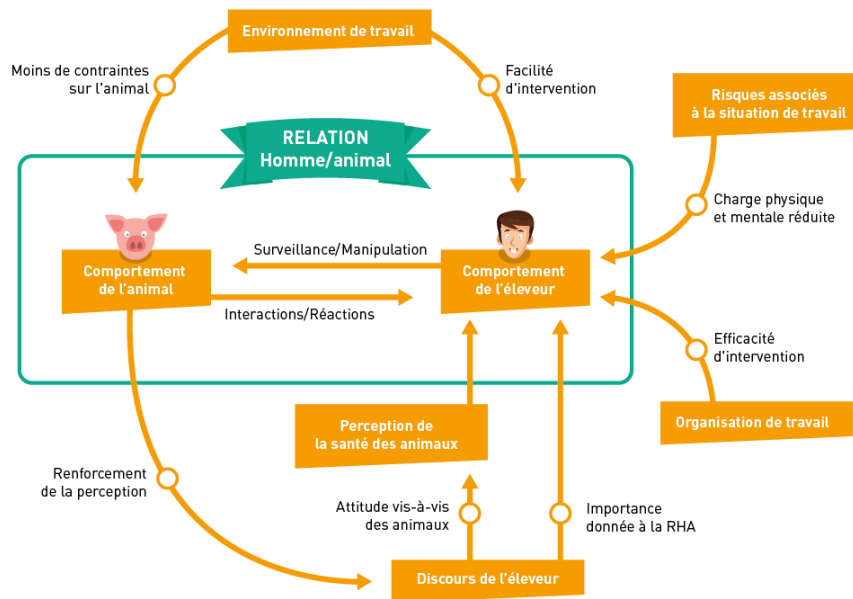 Environnement de travail
Moins de contraintes
sur l'animal
Facilité
d'intervention
Risques associés
à la situation de travail
RELATION
Homme/animal
Charge physique
et mentale réduite
Surveillance/Manipulation
Comportement
de l'animal
Comportement
de l'éleveur
Interactions/Réactions
Efficacité
d'intervention
Perception de
la santé des animaux
Organisation de travail
Renforcement
de la perception
Attitude vis-à-vis
des animaux
Importance
donnée à la RHA
Discours de l'éleveur